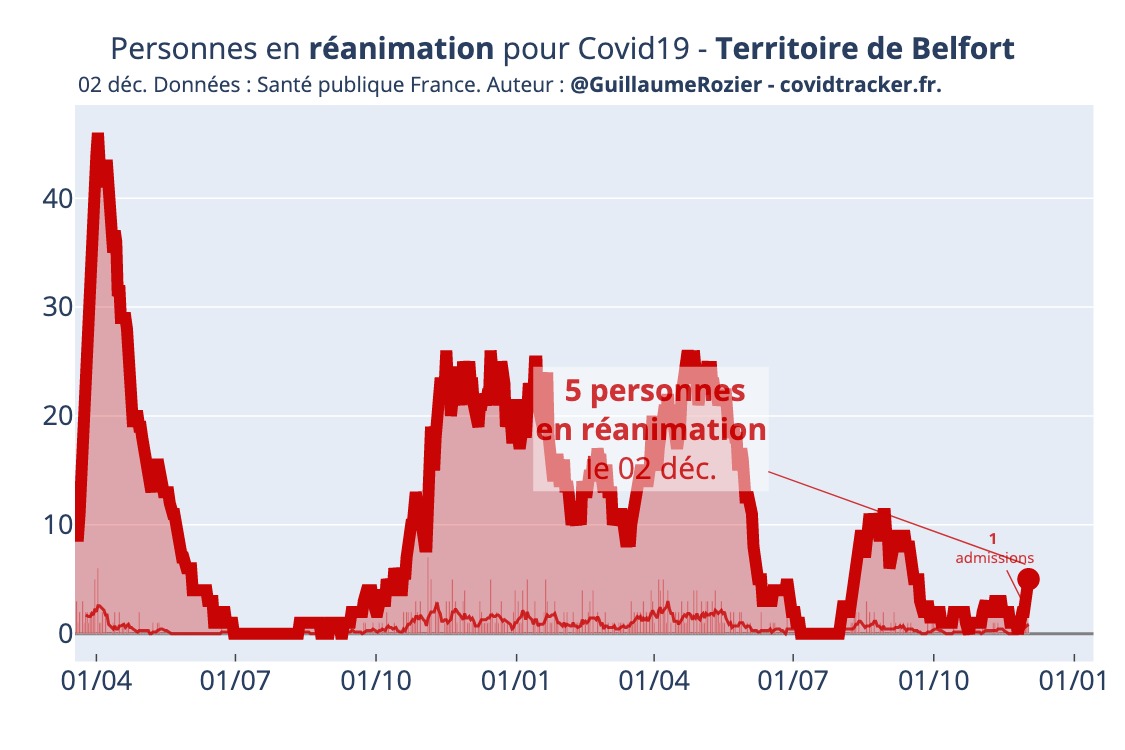 Personnes en réanimation pour Covid19 - Territoire de Belfort
02 déc. Données : Santé publique France. Auteur : @GuillaumeRozier - covidtracker.fr.
40
30
20
10
0
5 personnes
en réanimation
le 02 déc.
1
admissions
01/04
01/07
01/10
01/01
01/04
01/07
01/10
01/01